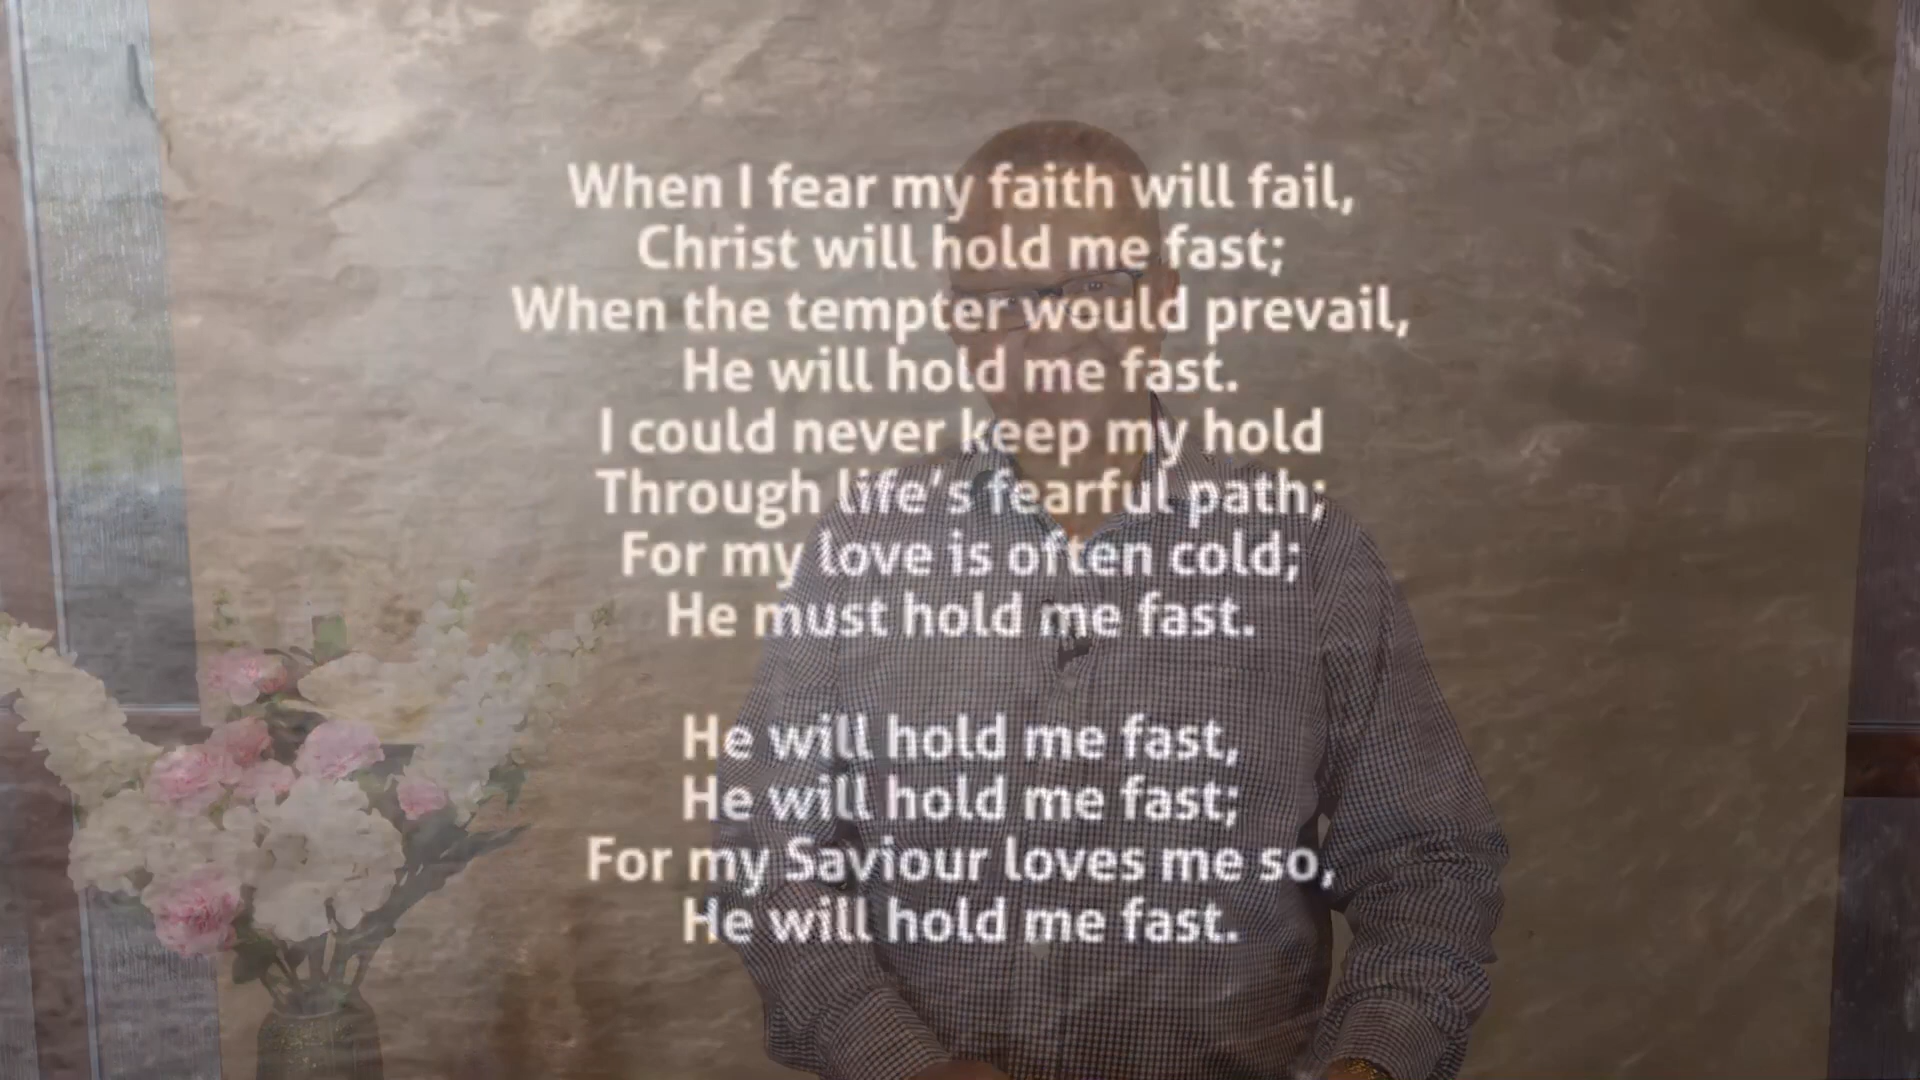 When I fear my faith will fail,
Christ will hold me fast;
When the tempter would prevail,
He will hold me fast.
I could never keep my hold
Through life's fearful path;
For my love is often cold;
He must hold me fast.
He will hold me fast,
He will hold me fast;
For my Saviour loves me so,
He will hold me fast.